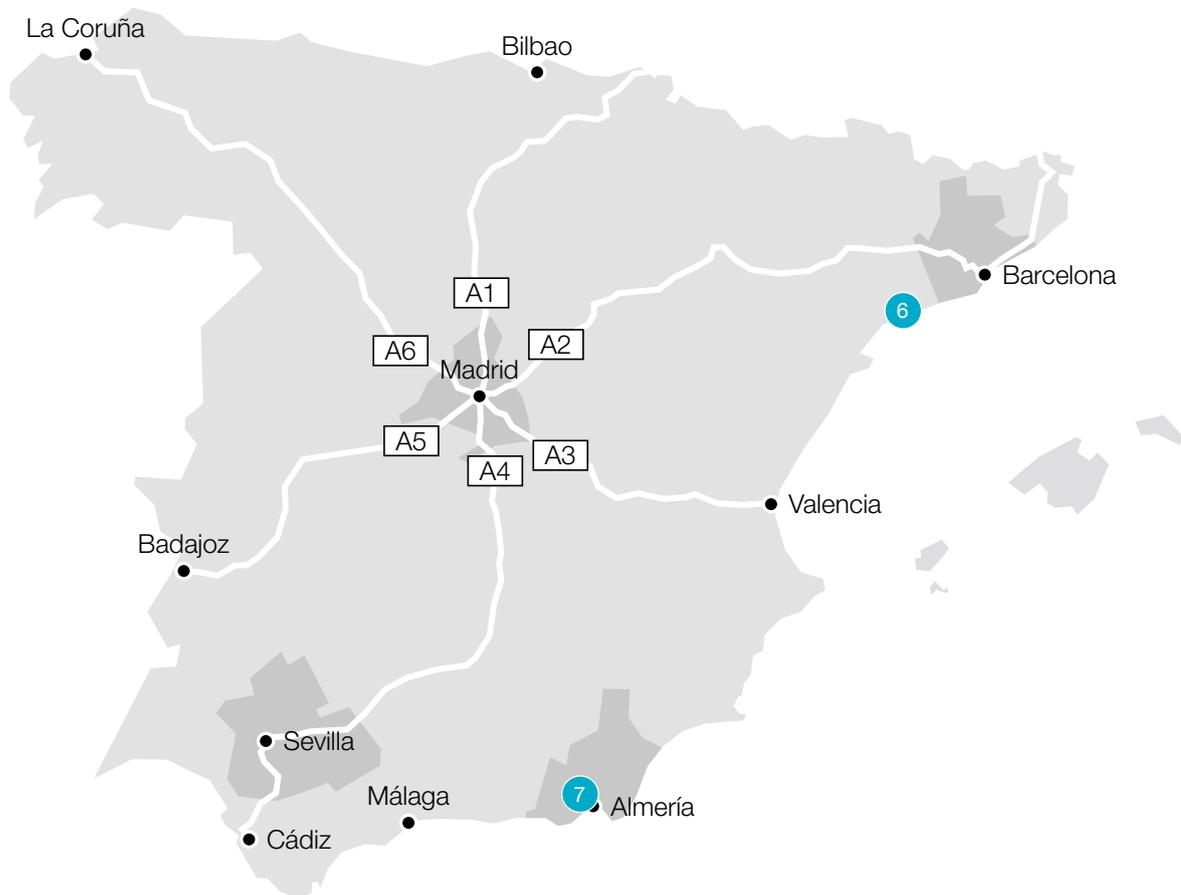 La Coruña
Bilbao
Barcelona
A1
6
A2
A6
Madrid
A5
A3
A4
Valencia
Badajoz
Sevilla
7
Málaga
Almería
Cádiz